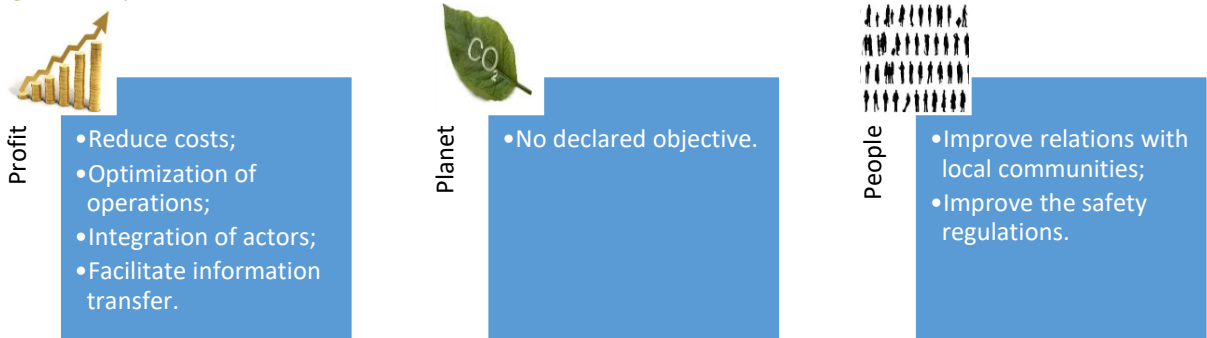 Profit
•Reduce costs;
•Optimization of
operations;
•Integration of actors;
•Facilitate information
transfer.
CO2
Planet
•No declared objective.
People
•Improve relations with
local communities;
•Improve the safety
regulations.